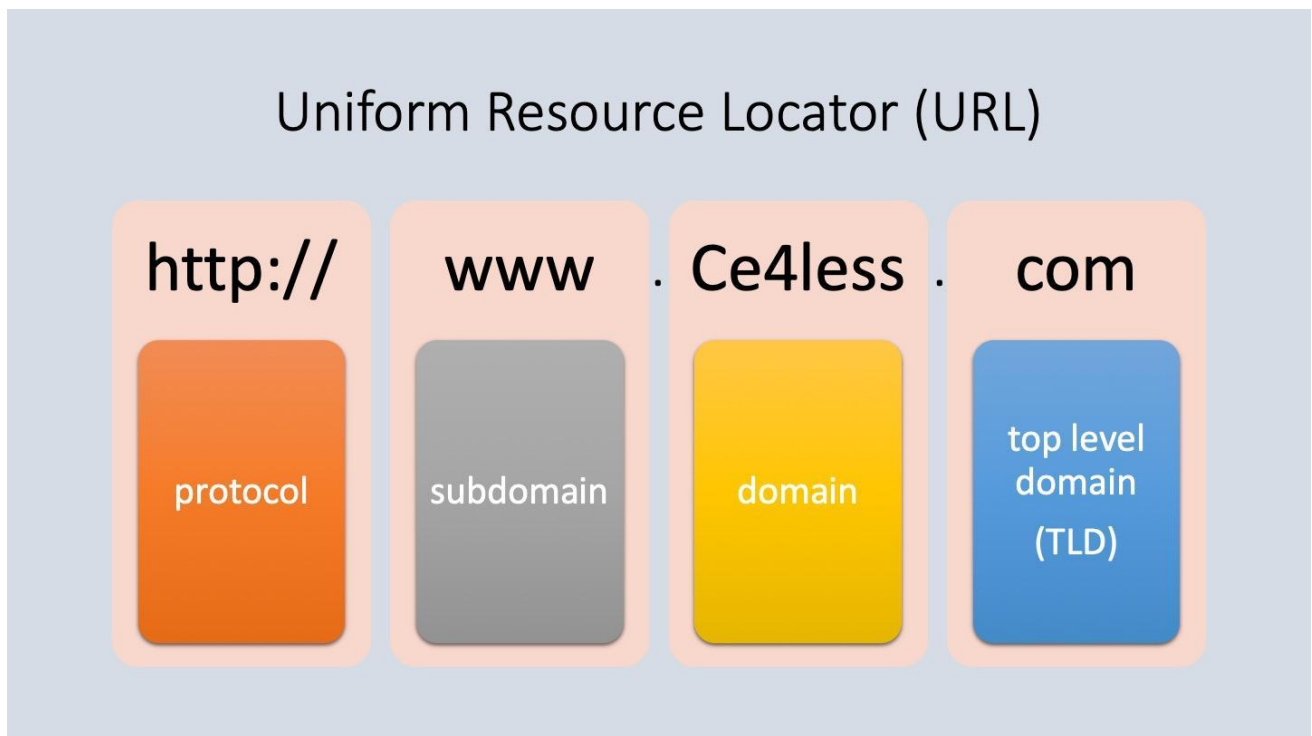 Uniform Resource Locator (URL)
http:// www . Ce4less . com
protocol
subdomain
domain
top level
domain
(TLD)